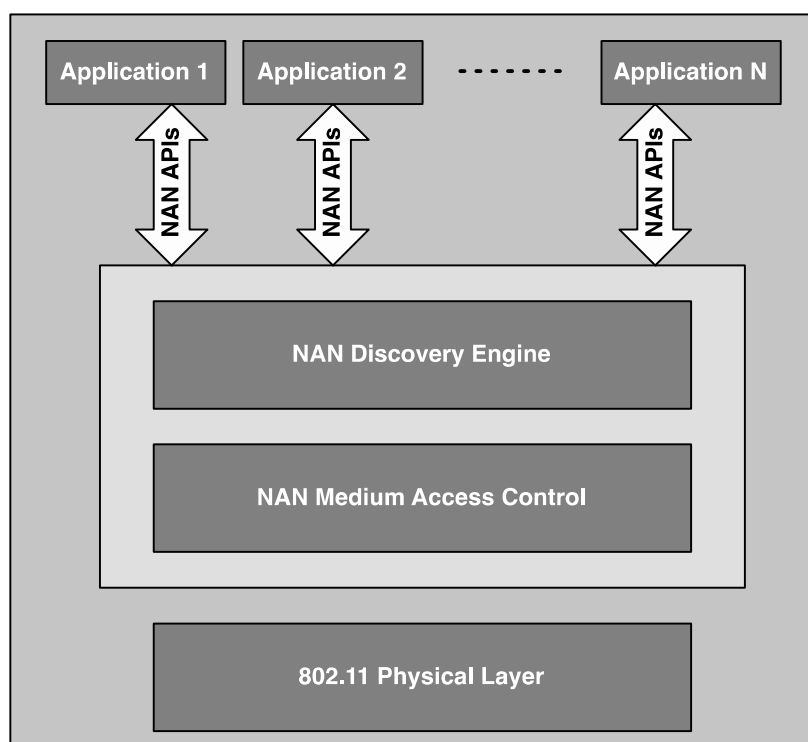 Application 1
Application 2
Application N
NAN APIs
NAN APIs
NAN APIs
NAN Discovery Engine
NAN Medium Access Control
802.11 Physical Layer